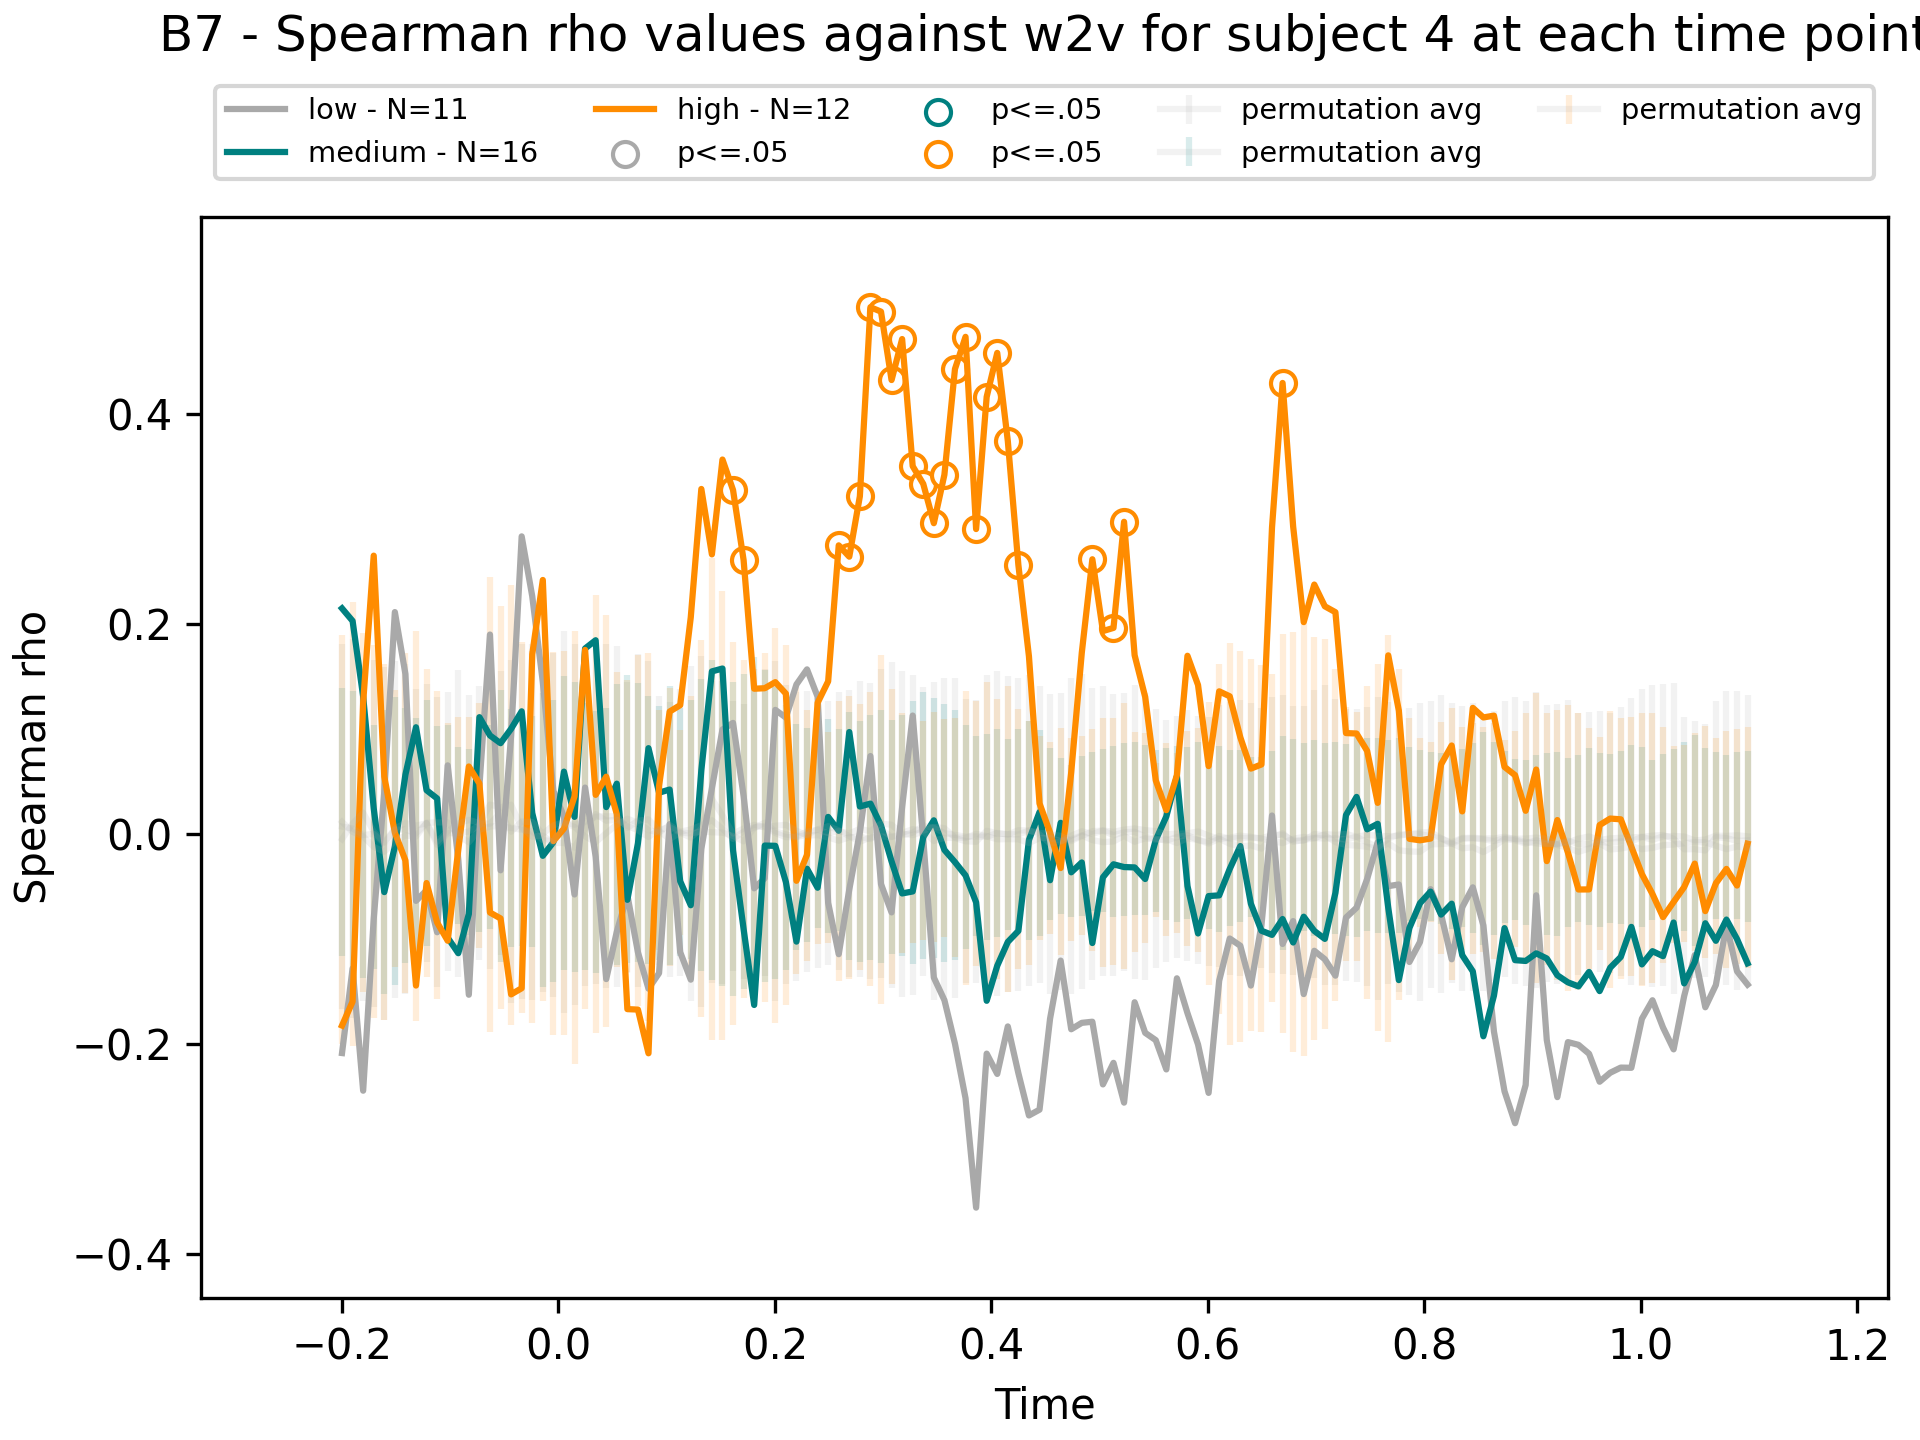 B7 - Spearman rho values against w2v for subject 4 at each time point
low - N=11
medium - N=16
high - N=12
p<=.05
p<=.05
p<=.05
permutation avg
permutation avg
permutation avg
Spearman rho
0.4
0.2
0.0
−0.2
−0.4
−0.2 0.0 0.2 0.4 0.6 0.8 1.0 1.2
Time